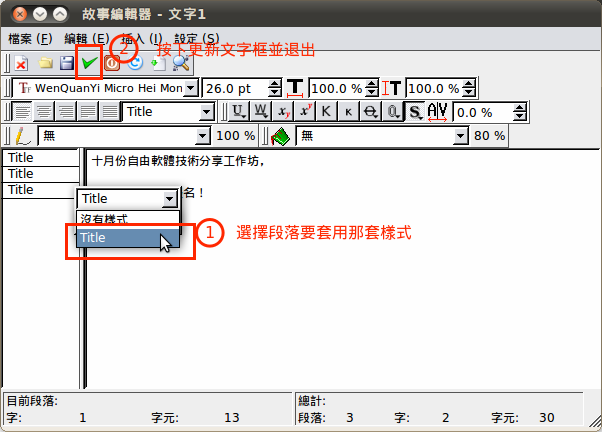 故事編輯器 - 文字1
檔案 (F) 編輯 (E) 插入 (I) 設定 (S)
2 按下更新文字框並退出
WenQuanYi Micro Hei Mon 26.0 pt 100.0 % 100.0 %
Title 0.0 %
無 100 % 無 80 %
Title 十月份自由軟體技術分享工作坊,
Title
Title 名！
Title
沒有樣式
Title
1 選擇段落要套用那套樣式
目前段落: 總計:
字: 1 字元: 13 段落: 3 字: 2 字元: 30